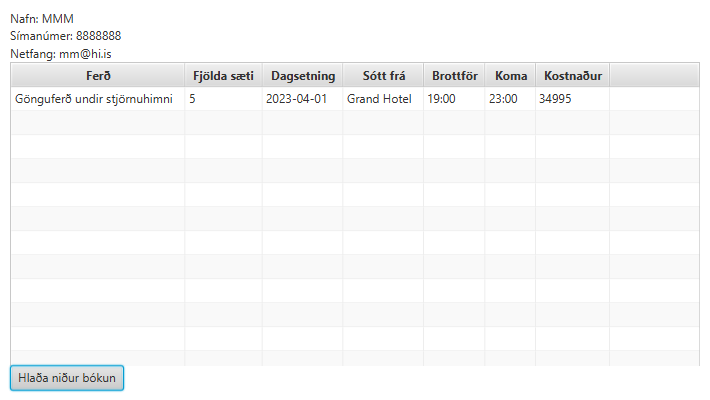 Nafn: MMM
Símanúmer: 8888888
Netfang: mm@hi.is
Ferð Fjölda sæti Dagsetning Sótt frá Brottför Koma Kostnaður
Gönguferð undir stjörnuhimni 5 2023-04-01 Grand Hotel 19:00 23:00 34995
Hlaða niður bókun